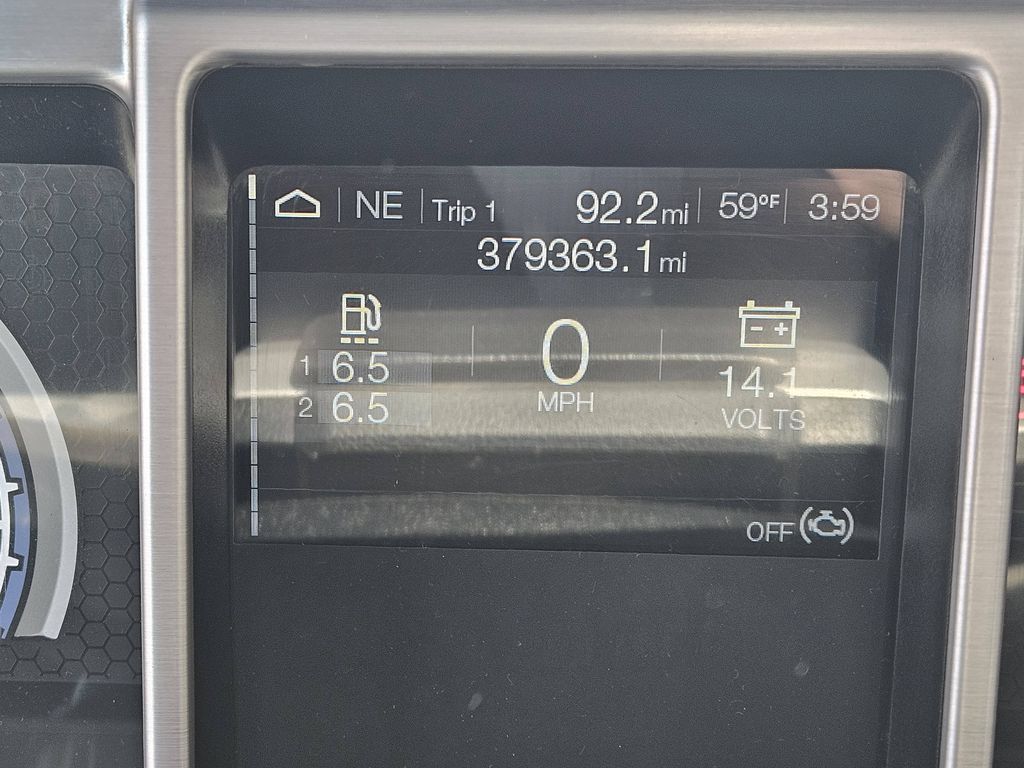 NE Trip 1 92.2mi 59°F 3:59
379363.1mi
1 6.5
2 6.5
0
MPH
14.1
VOLTS
OFF